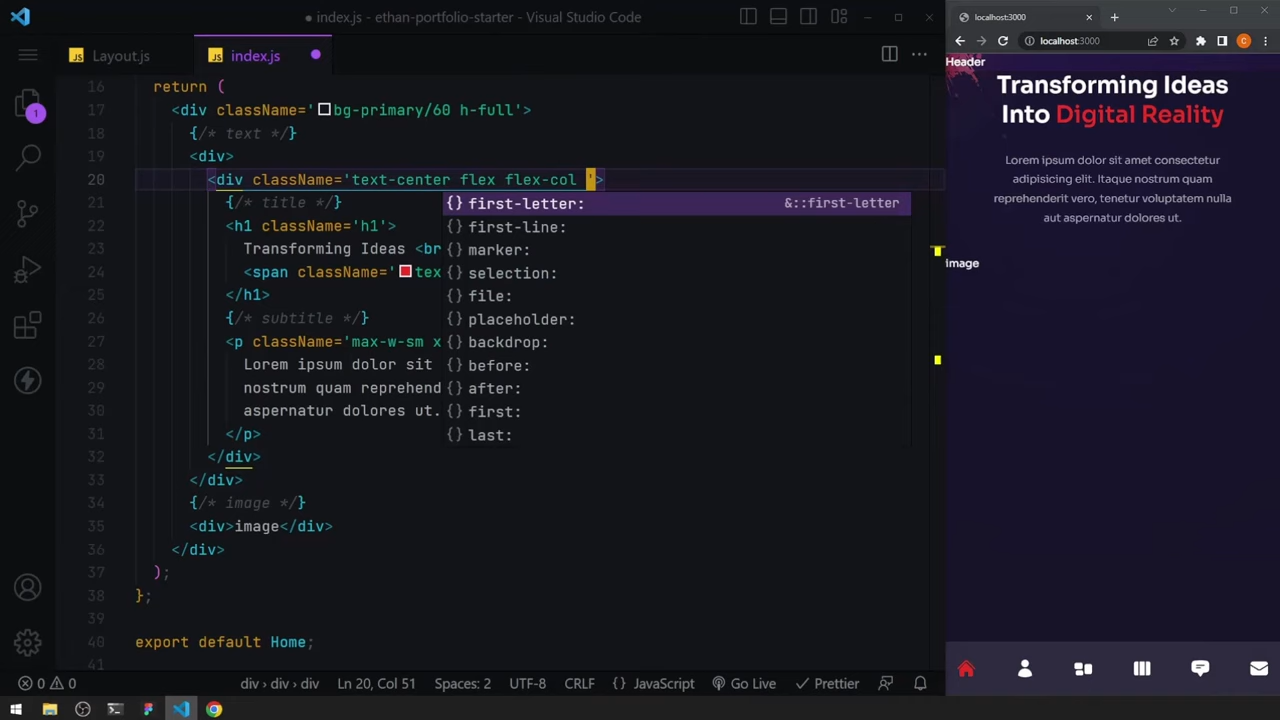 index.js - ethan-portfolio-starter - Visual Studio Code
Layout.js
index.js
1
16 return (
17 <div className='bg-primary/60 h-full'>
18 {/* text */}
19 <div>
20 <div className='text-center flex flex-col '>
21 {/* title */}
22 <h1 className='h1'>
23 Transforming Ideas <br
24 <span className='tex
25 </h1>
26 {/* subtitle */}
27 <p className='max-w-sm x
28 Lorem ipsum dolor sit
29 nostrum quam reprehend
30 aspernatur dolores ut.
31 </p>
32 </div>
33 </div>
34 {/* image */}
35 <div>image</div>
36 </div>
37 );
38 };
39
40 export default Home;
41
{} first-letter: &::first-letter
{} first-line:
{} marker:
{} selection:
{} file:
{} placeholder:
{} backdrop:
{} before:
{} after:
{} first:
{} last:
0 0
div › div › div
Ln 20, Col 51
Spaces: 2
UTF-8
CRLF
{} JavaScript
Go Live
Prettier
localhost:3000
localhost:3000
C
Header
Transforming Ideas
Into Digital Reality
Lorem ipsum dolor sit amet consectetur
adipisicing elit. Itaque nostrum quam
reprehenderit vero, tenetur voluptatem nulla
aut aspernatur dolores ut.
image